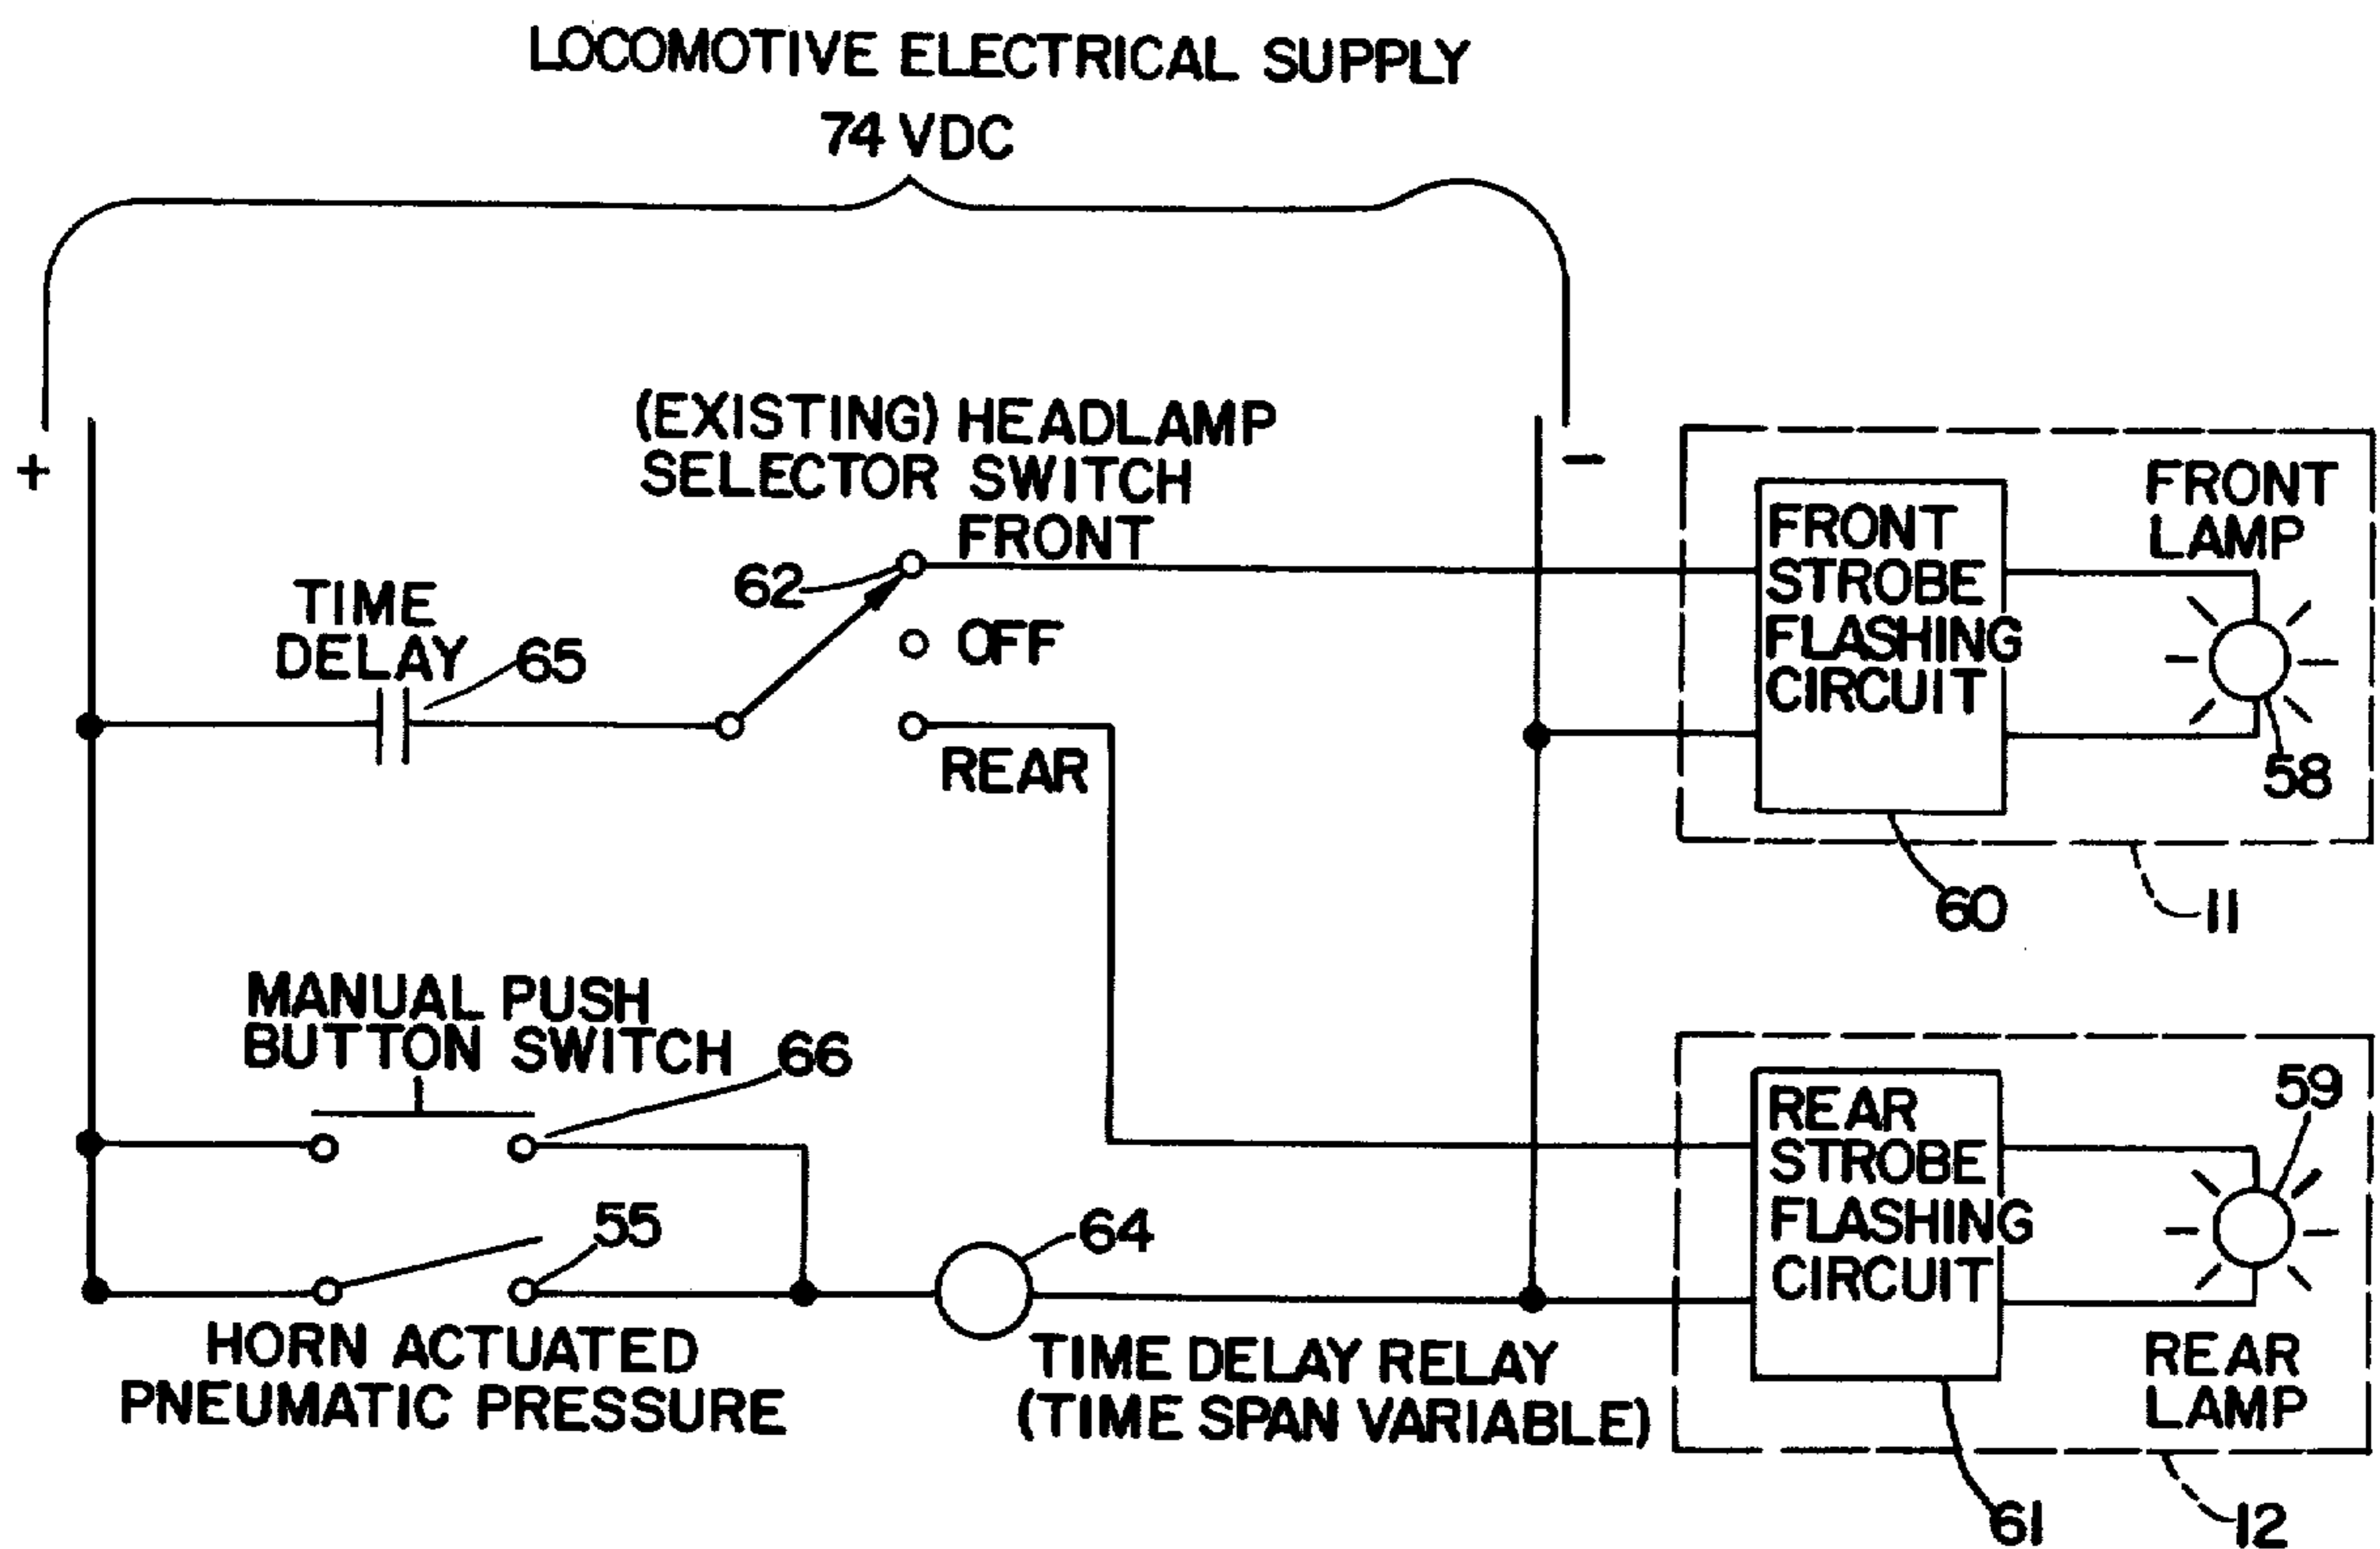 LOCOMOTIVE ELECTRICAL SUPPLY
74 VDC
+
−
(EXISTING) HEADLAMP
SELECTOR SWITCH
FRONT
62
OFF
REAR
TIME
DELAY
65
FRONT
STROBE
FLASHING
CIRCUIT
FRONT
LAMP
58
60
11
MANUAL PUSH
BUTTON SWITCH
66
55
HORN ACTUATED
PNEUMATIC PRESSURE
64
TIME DELAY RELAY
(TIME SPAN VARIABLE)
REAR
STROBE
FLASHING
CIRCUIT
59
REAR
LAMP
61
12